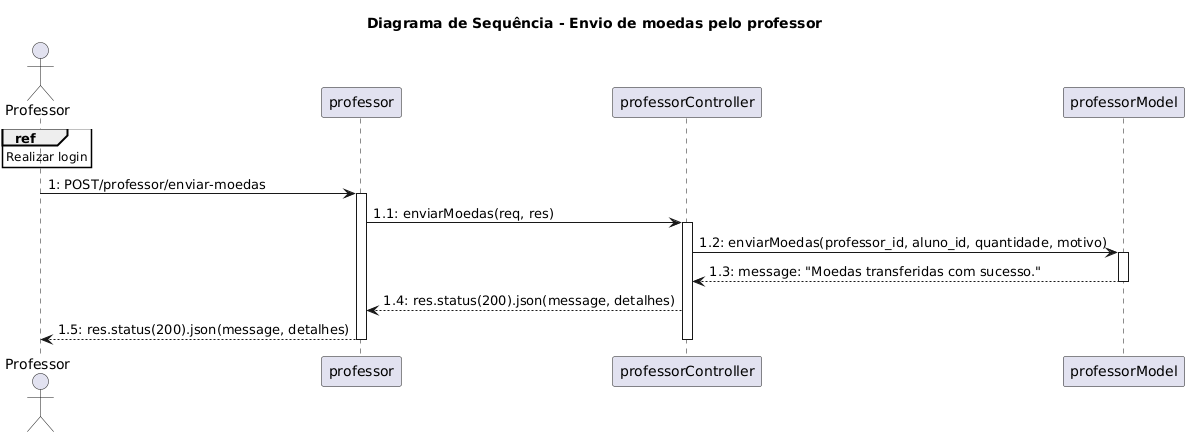 Diagrama de Sequência - Envio de moedas pelo professor
Professor
professor
professorController
professorModel
ref
Realizar login
1: POST/professor/enviar-moedas
1.1: enviarMoedas(req, res)
1.2: enviarMoedas(professor_id, aluno_id, quantidade, motivo)
1.3: message: "Moedas transferidas com sucesso."
1.4: res.status(200).json(message, detalhes)
1.5: res.status(200).json(message, detalhes)
Professor
professor
professorController
professorModel